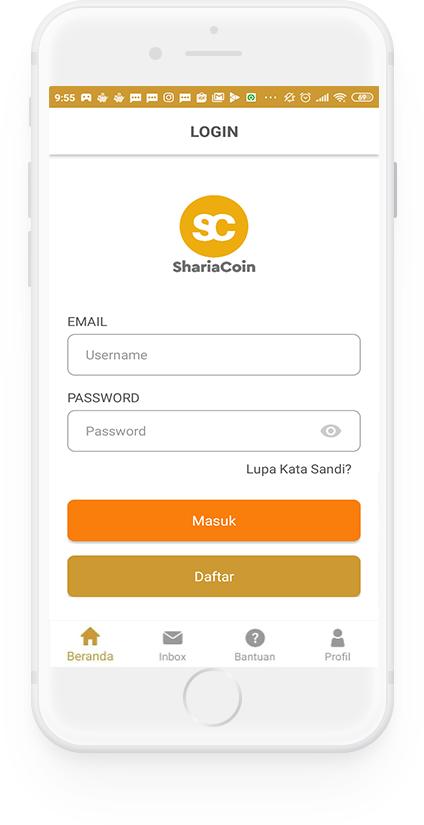 9:55 69
LOGIN
SC
ShariaCoin
EMAIL
Username
PASSWORD
Password
Lupa Kata Sandi?
Masuk
Daftar
Beranda Inbox Bantuan Profil